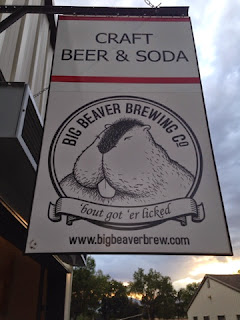 CRAFT
BEER & SODA
BIG BEAVER BREWING Cº
'bout got 'er licked
www.bigbeaverbrew.com